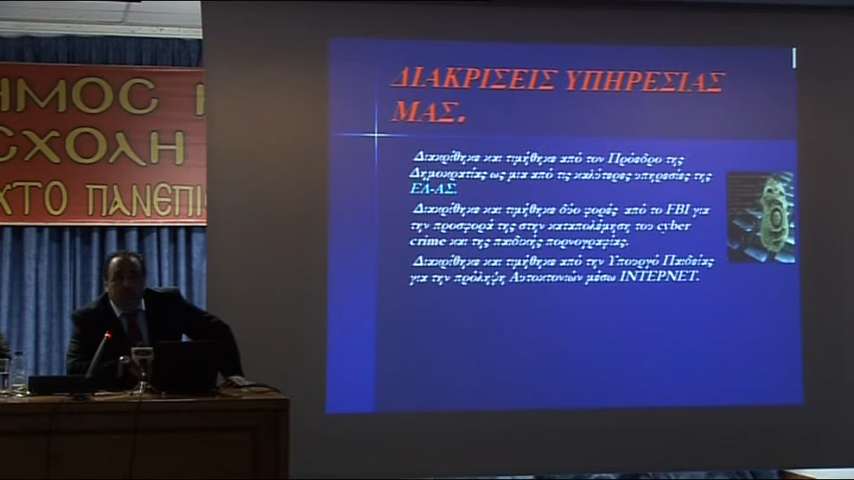 ΗΜΟΣ
ΣΧΟΛΗ
ΚΤΟ ΠΑΝΕΠΙ
ΔΙΑΚΡΙΣΕΙΣ ΥΠΗΡΕΣΙΑΣ
ΜΑΣ.
Διακρίθηκε και τιμήθηκε από τον Πρόεδρο της
Δημοκρατίας ως μια από τις καλύτερες υπηρεσίες της
ΕΛ-ΑΣ.
Διακρίθηκε και τιμήθηκε δύο φορές από το FBI για
την προσφορά της στην καταπολέμηση του cyber
crime και της παιδικής πορνογραφίας.
Διακρίθηκε και τιμήθηκε από την Υπουργό Παιδείας
για την πρόληψη Αυτοκτονιών μέσω INTERNET.